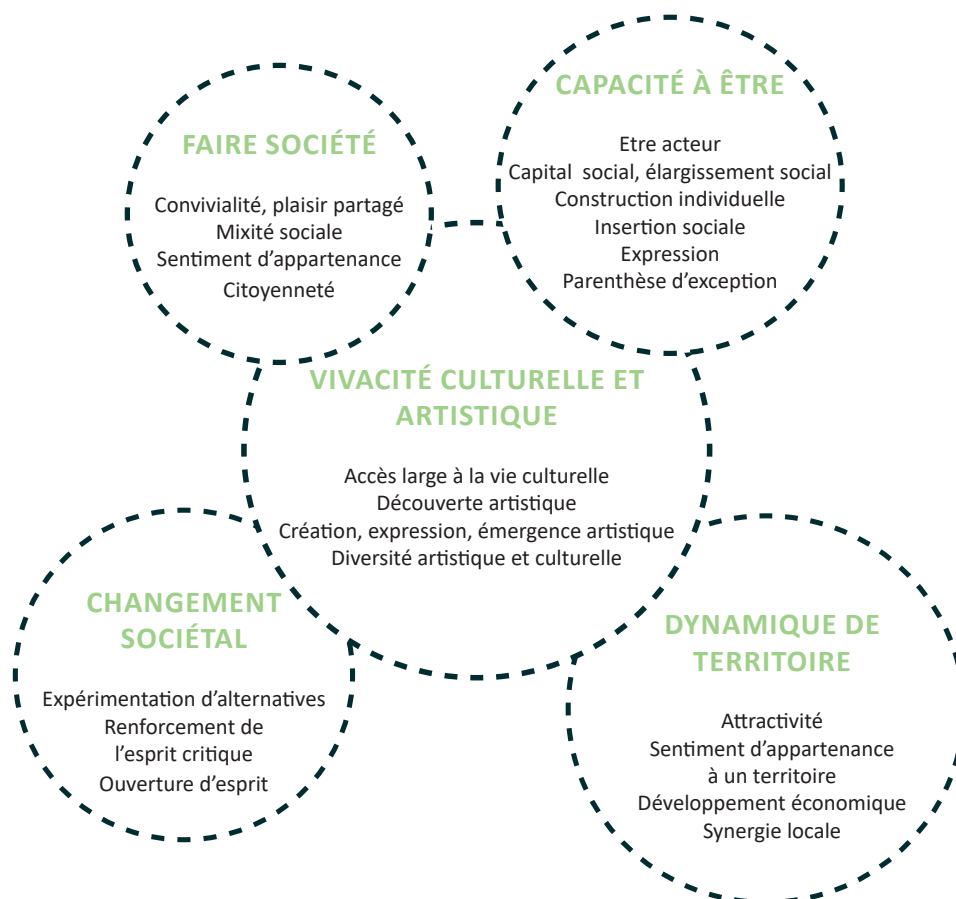 FAIRE SOCIÉTÉ
Convivialité, plaisir partagé
Mixité sociale
Sentiment d’appartenance
Citoyenneté
CAPACITÉ À ÊTRE
Etre acteur
Capital social, élargissement social
Construction individuelle
Insertion sociale
Expression
Parenthèse d’exception
VIVACITÉ CULTURELLE ET
ARTISTIQUE
Accès large à la vie culturelle
Découverte artistique
Création, expression, émergence artistique
Diversité artistique et culturelle
CHANGEMENT
SOCIÉTAL
Expérimentation d’alternatives
Renforcement de
l’esprit critique
Ouverture d’esprit
DYNAMIQUE DE
TERRITOIRE
Attractivité
Sentiment d’appartenance
à un territoire
Développement économique
Synergie locale